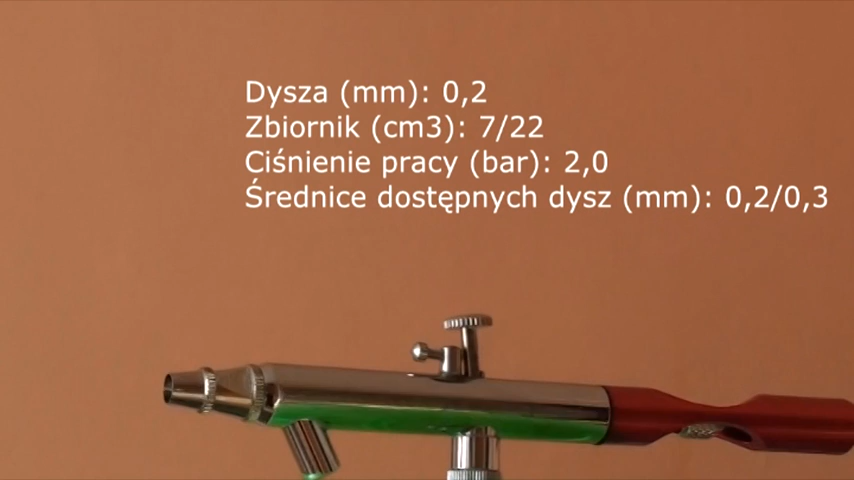 Dysza (mm): 0,2
Zbiornik (cm3): 7/22
Ciśnienie pracy (bar): 2,0
Średnice dostępnych dysz (mm): 0,2/0,3